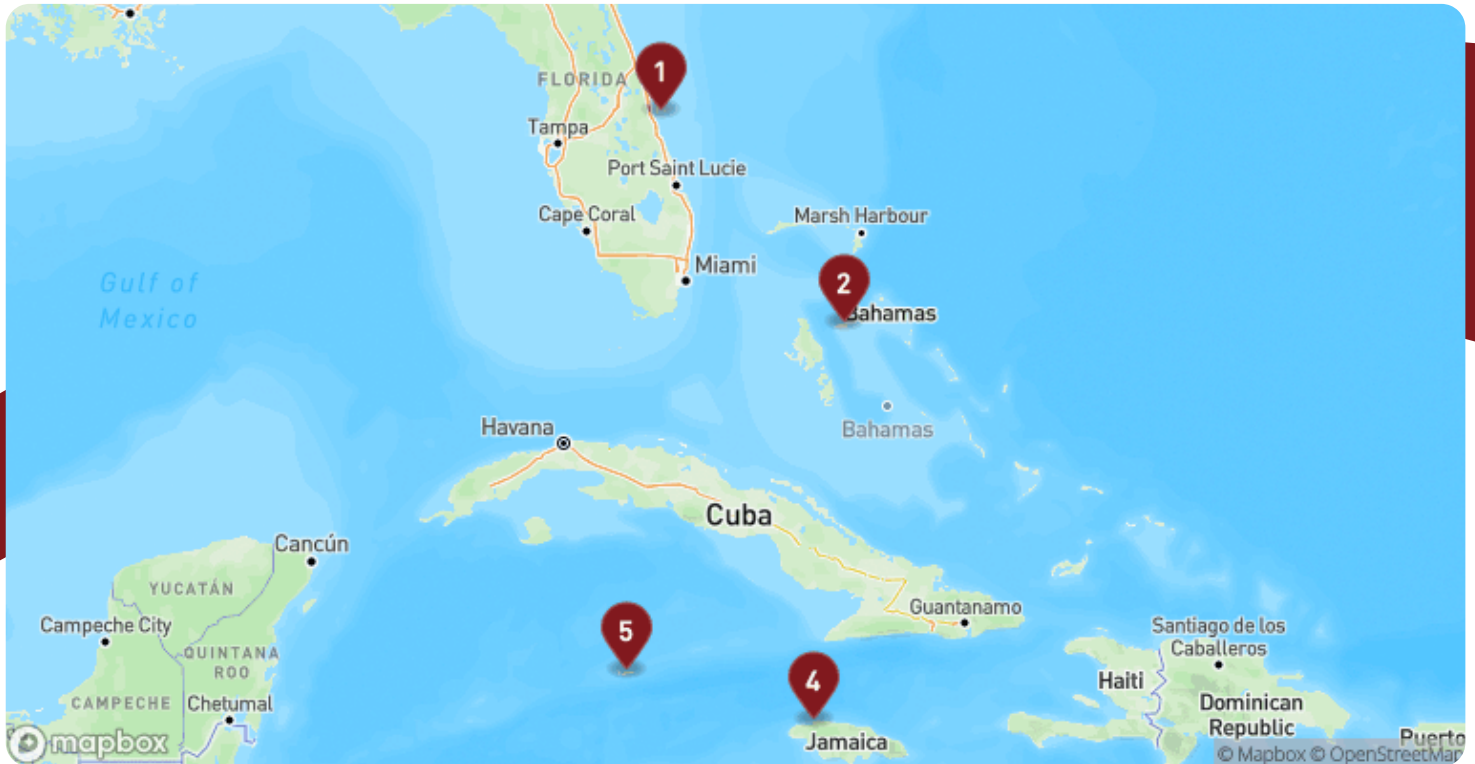 1
FLORIDA
Tampa
Port Saint Lucie
Cape Coral
Marsh Harbour
Miami
Gulf of
Mexico
2
Bahamas
Bahamas
Havana
Cuba
Cancún
YUCATÁN
Campeche City
QUINTANA
ROO
CAMPECHE
Chetumal
5
4
Guantanamo
Santiago de los
Caballeros
Haiti
Dominican
Republic
Jamaica
Puerto
mapbox
© Mapbox © OpenStreetMap